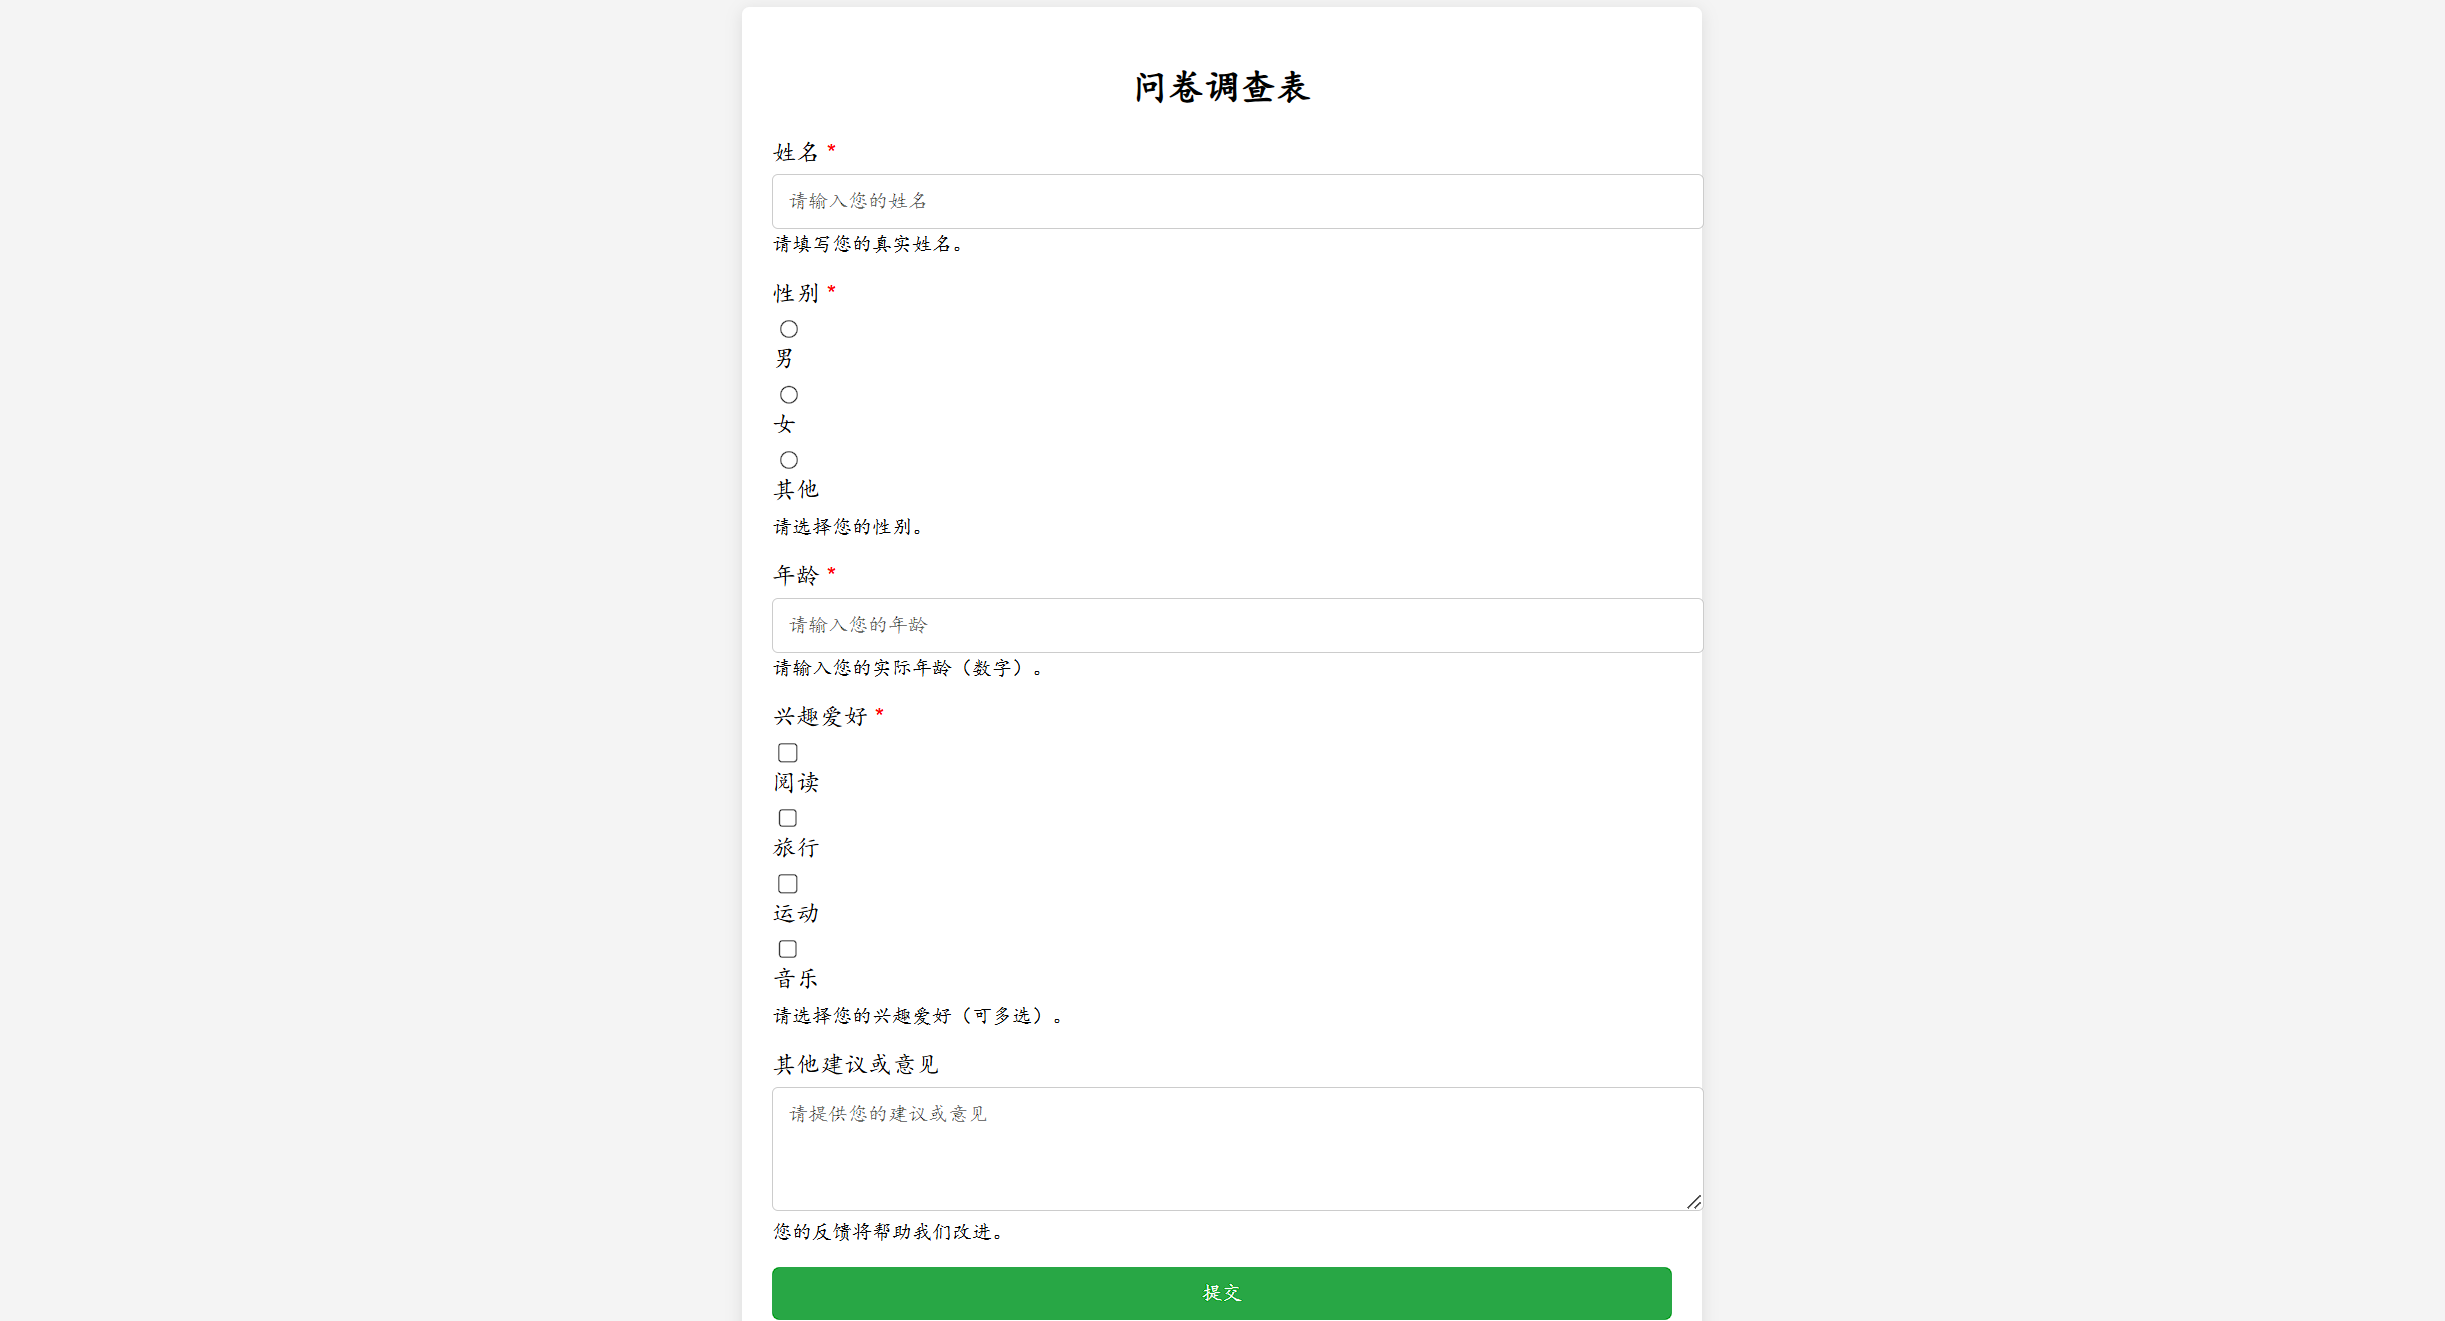 问卷调查表
姓名 *
请输入您的姓名
请填写您的真实姓名。
性别 *
男
女
其他
请选择您的性别。
年龄 *
请输入您的年龄
请输入您的实际年龄（数字）。
兴趣爱好 *
阅读
旅行
运动
音乐
请选择您的兴趣爱好（可多选）。
其他建议或意见
请提供您的建议或意见
您的反馈将帮助我们改进。
提交